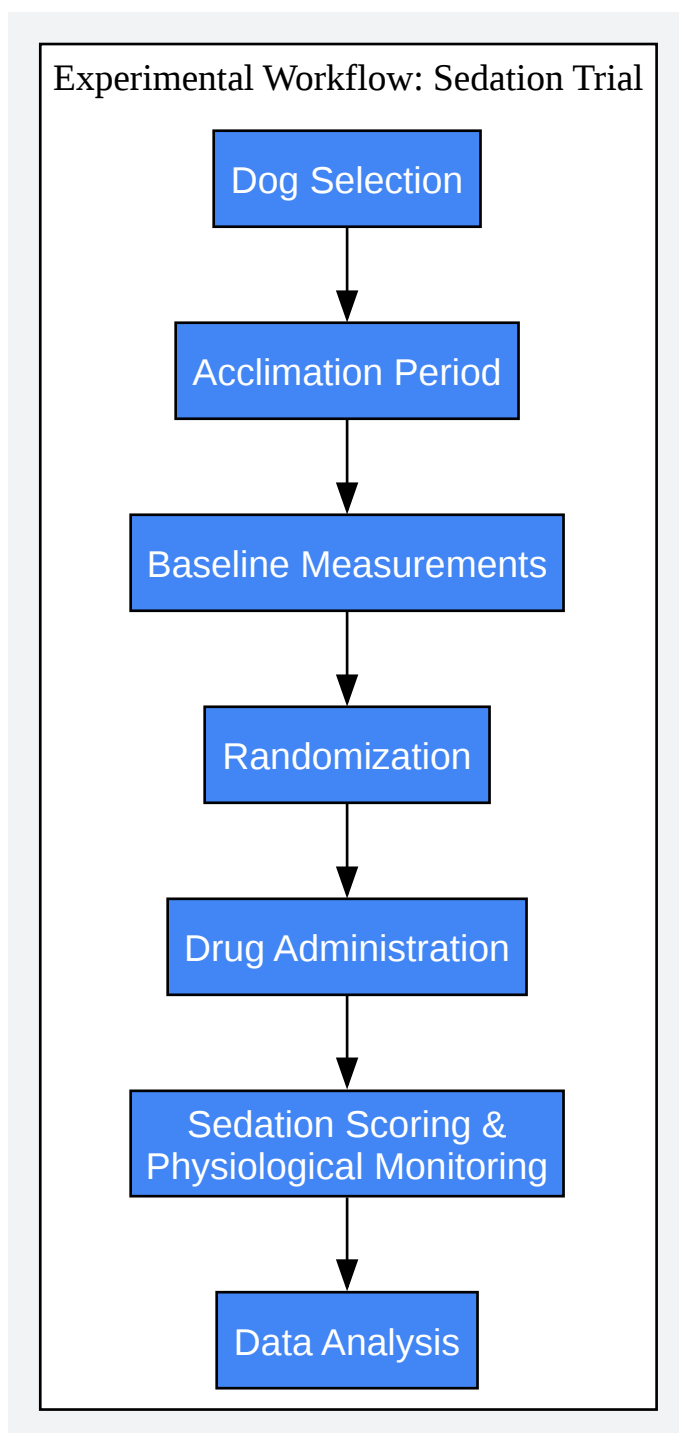 Experimental Workflow: Sedation Trial
Dog Selection
Acclimation Period
Baseline Measurements
Randomization
Drug Administration
Sedation Scoring &
Physiological Monitoring
Data Analysis